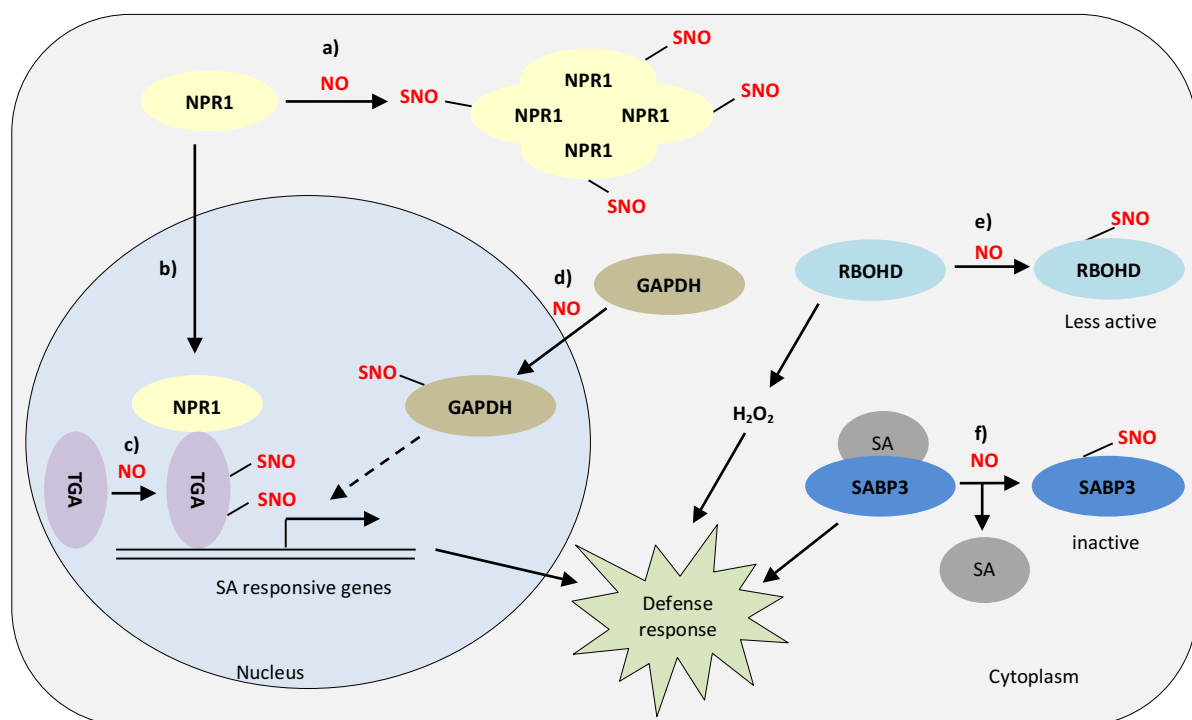 a)
NO
NPR1
SNO
NPR1
NPR1
NPR1
NPR1
SNO
SNO
SNO
b)
NPR1
c)
NO
TGA
TGA
SNO
SNO
SA responsive genes
Nucleus
d)
NO
GAPDH
SNO
GAPDH
e)
NO
RBOHD
SNO
RBOHD
Less active
H₂O₂
SA
SABP3
f)
NO
SNO
SABP3
inactive
SA
Defense
response
Cytoplasm